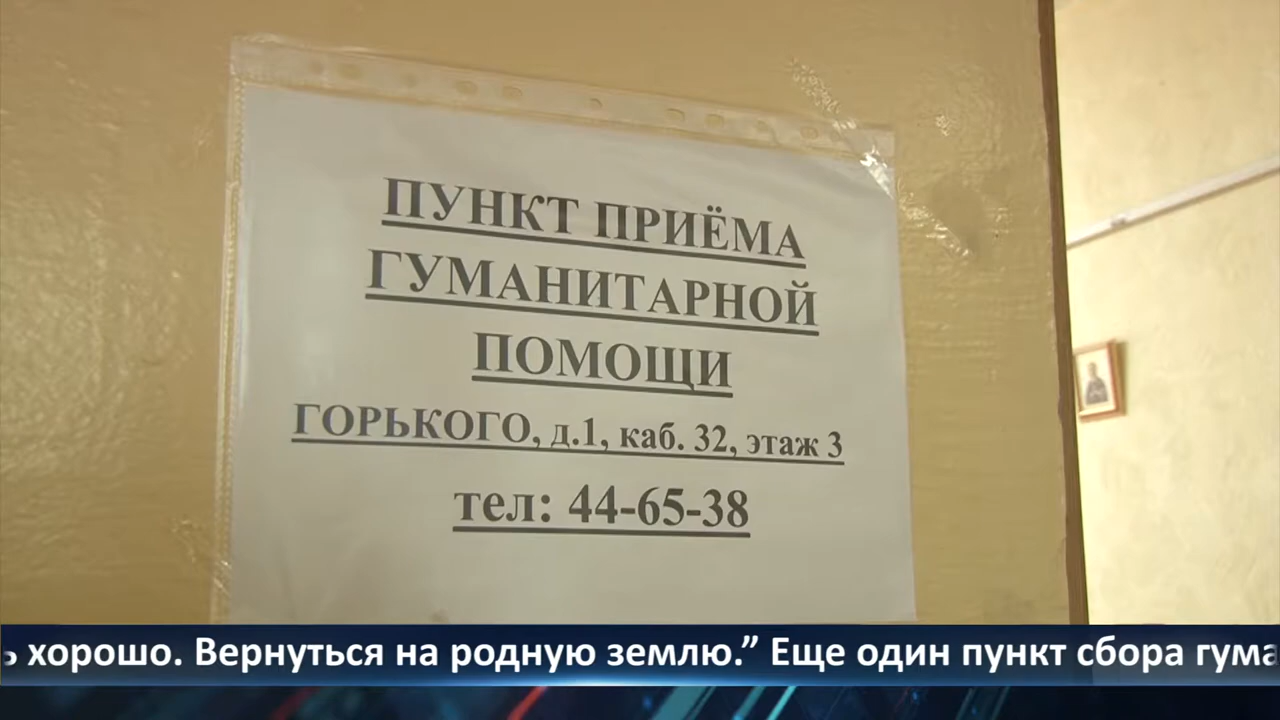 ПУНКТ ПРИЁМА
ГУМАНИТАРНОЙ
ПОМОЩИ
ГОРЬКОГО, д.1, каб. 32, этаж 3
тел: 44-65-38
ь хорошо. Вернуться на родную землю.” Еще один пункт сбора гума